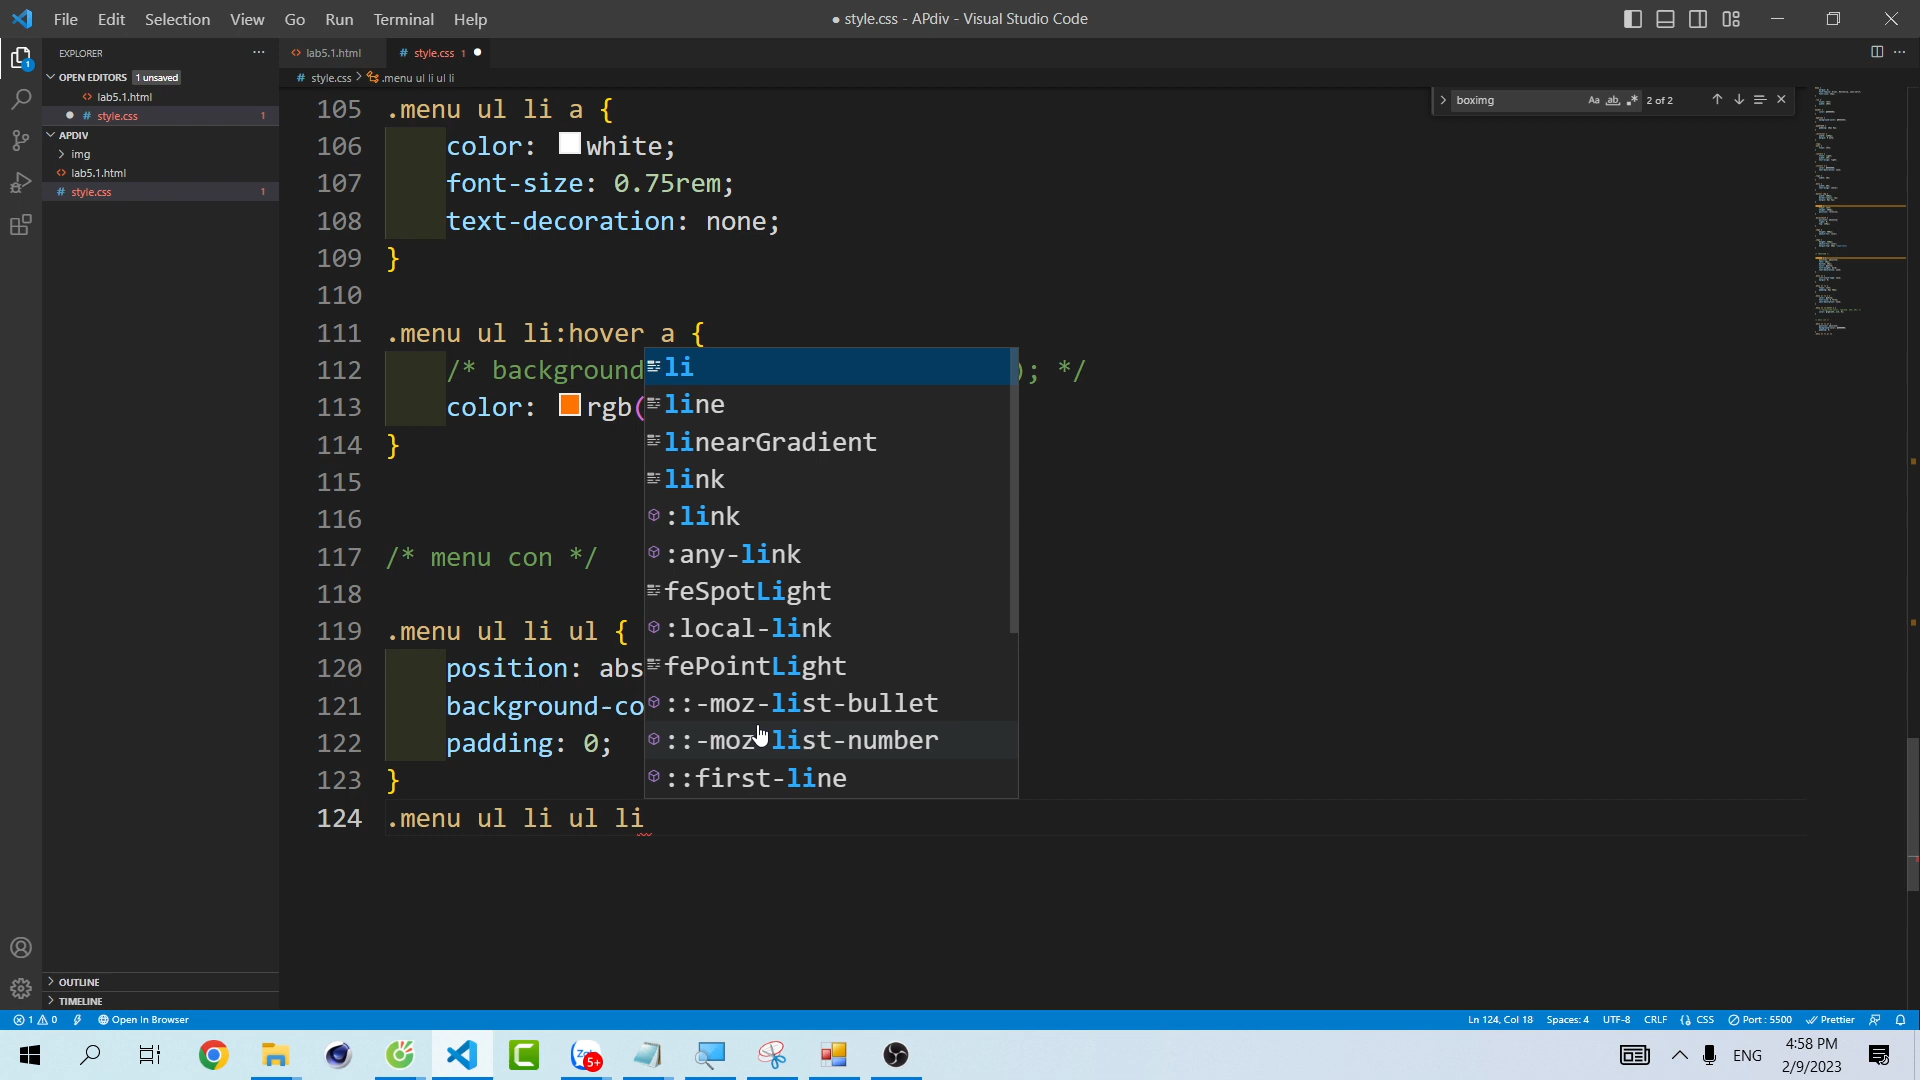 File Edit Selection View Go Run Terminal Help
● style.css - APdiv - Visual Studio Code
EXPLORER
OPEN EDITORS 1 unsaved
<> lab5.1.html
● # style.css 1
APDIV
img
<> lab5.1.html
# style.css 1
OUTLINE
TIMELINE
<> lab5.1.html # style.css 1 ●
# style.css > .menu ul li ul li
boximg Aa ab .* 2 of 2
105 .menu ul li a {
106 color: white;
107 font-size: 0.75rem;
108 text-decoration: none;
109 }
110
111 .menu ul li:hover a {
112 /* background ); */
113 color: rgb(
114 }
115
116
117 /* menu con */
118
119 .menu ul li ul {
120 position: abs
121 background-co
122 padding: 0;
123 }
124 .menu ul li ul li
li
line
linearGradient
link
:link
:any-link
feSpotLight
:local-link
fePointLight
::-moz-list-bullet
::-moz-list-number
::first-line
1 0 Open In Browser
Ln 124, Col 18 Spaces: 4 UTF-8 CRLF {} CSS Port : 5500 Prettier
5+
ENG
4:58 PM
2/9/2023